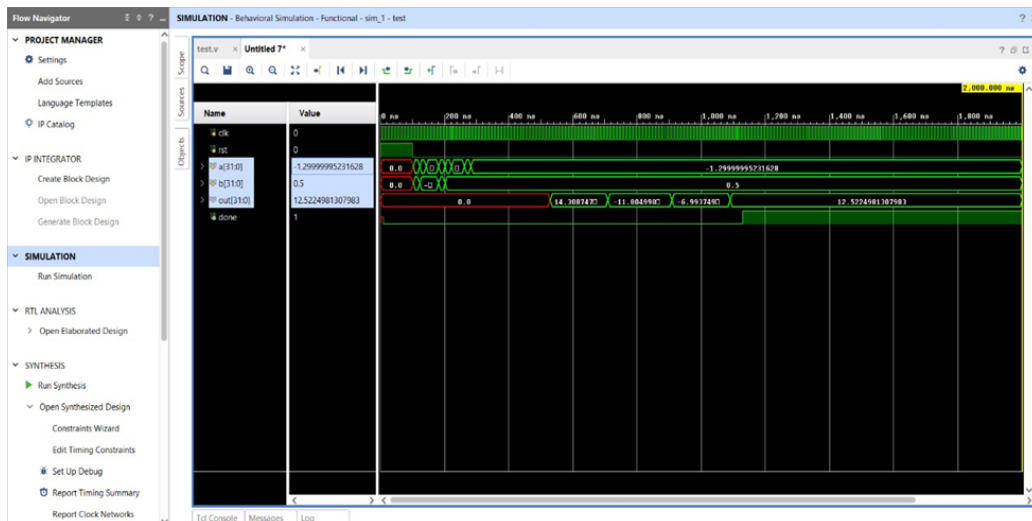 Flow Navigator
SIMULATION - Behavioral Simulation - Functional - sim_1 - test
PROJECT MANAGER
Settings
Add Sources
Language Templates
IP Catalog
IP INTEGRATOR
Create Block Design
Open Block Design
Generate Block Design
SIMULATION
Run Simulation
RTL ANALYSIS
Open Elaborated Design
SYNTHESIS
Run Synthesis
Open Synthesized Design
Constraints Wizard
Edit Timing Constraints
Set Up Debug
Report Timing Summary
Report Clock Networks
Scope
Sources
Objects
test.v × Untitled 7* ×
2,000.000 ns
Name Value 0 ns 200 ns 400 ns 600 ns 800 ns 1,000 ns 1,200 ns 1,400 ns 1,600 ns 1,800 ns
clk 0
rst 0
a[31:0] -1.29999995231628 0.0 -1.29999995231628
b[31:0] 0.5 0.0 0.5
out[31:0] 12.5224981307983 0.0 12.5224981307983
done 1
Tcl Console Messages Log